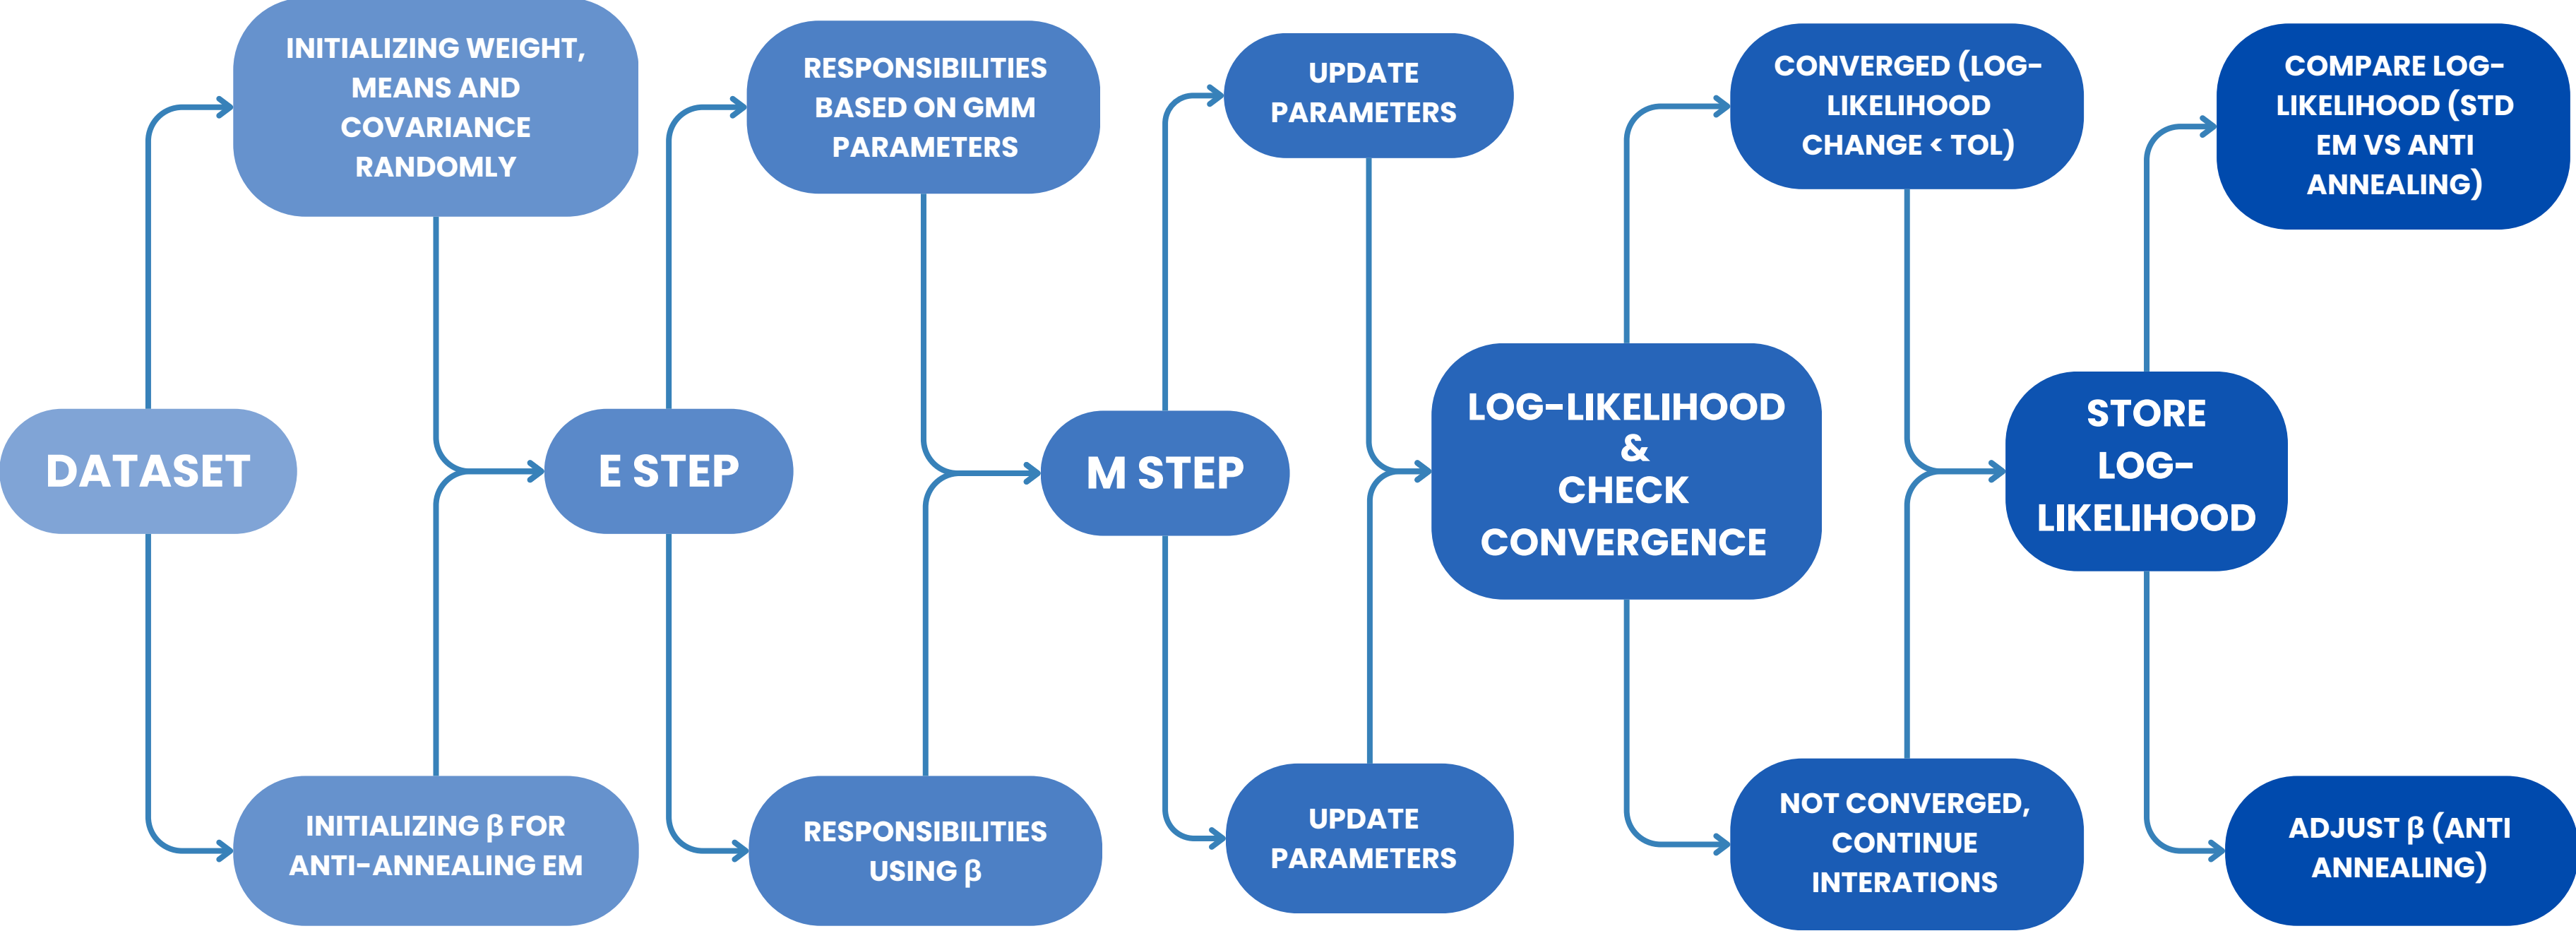 DATASET
INITIALIZING WEIGHT,
MEANS AND
COVARIANCE
RANDOMLY
INITIALIZING β FOR
ANTI-ANNEALING EM
E STEP
RESPONSIBILITIES
BASED ON GMM
PARAMETERS
RESPONSIBILITIES
USING β
M STEP
UPDATE
PARAMETERS
UPDATE
PARAMETERS
LOG-LIKELIHOOD
&
CHECK
CONVERGENCE
CONVERGED (LOG-
LIKELIHOOD
CHANGE < TOL)
NOT CONVERGED,
CONTINUE
INTERATIONS
STORE
LOG-
LIKELIHOOD
COMPARE LOG-
LIKELIHOOD (STD
EM VS ANTI
ANNEALING)
ADJUST β (ANTI
ANNEALING)